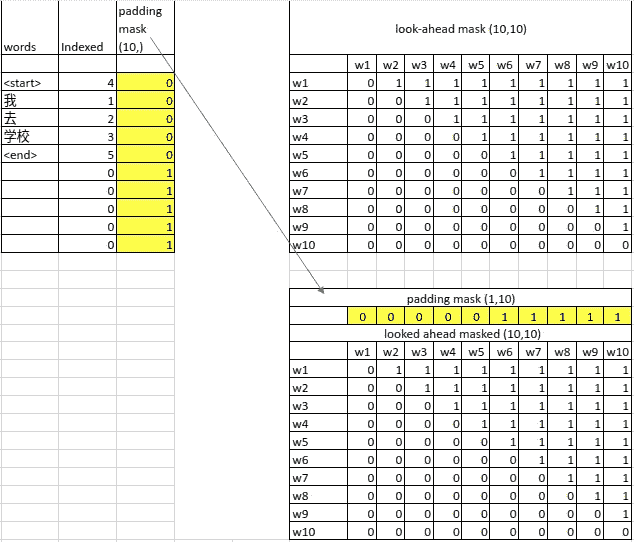 padding
mask
words Indexed (10,)
<start> 4 0
我 1 0
去 2 0
学校 3 0
<end> 5 0
0 1
0 1
0 1
0 1
0 1
look-ahead mask (10,10)
w1 w2 w3 w4 w5 w6 w7 w8 w9 w10
w1 0 1 1 1 1 1 1 1 1 1
w2 0 0 1 1 1 1 1 1 1 1
w3 0 0 0 1 1 1 1 1 1 1
w4 0 0 0 0 1 1 1 1 1 1
w5 0 0 0 0 0 1 1 1 1 1
w6 0 0 0 0 0 0 1 1 1 1
w7 0 0 0 0 0 0 0 1 1 1
w8 0 0 0 0 0 0 0 0 1 1
w9 0 0 0 0 0 0 0 0 0 1
w10 0 0 0 0 0 0 0 0 0 0
padding mask (1,10)
0 0 0 0 0 1 1 1 1 1
looked ahead masked (10,10)
w1 w2 w3 w4 w5 w6 w7 w8 w9 w10
w1 0 1 1 1 1 1 1 1 1 1
w2 0 0 1 1 1 1 1 1 1 1
w3 0 0 0 1 1 1 1 1 1 1
w4 0 0 0 0 1 1 1 1 1 1
w5 0 0 0 0 0 1 1 1 1 1
w6 0 0 0 0 0 0 1 1 1 1
w7 0 0 0 0 0 0 0 1 1 1
w8 0 0 0 0 0 0 0 0 1 1
w9 0 0 0 0 0 0 0 0 0 1
w10 0 0 0 0 0 0 0 0 0 0